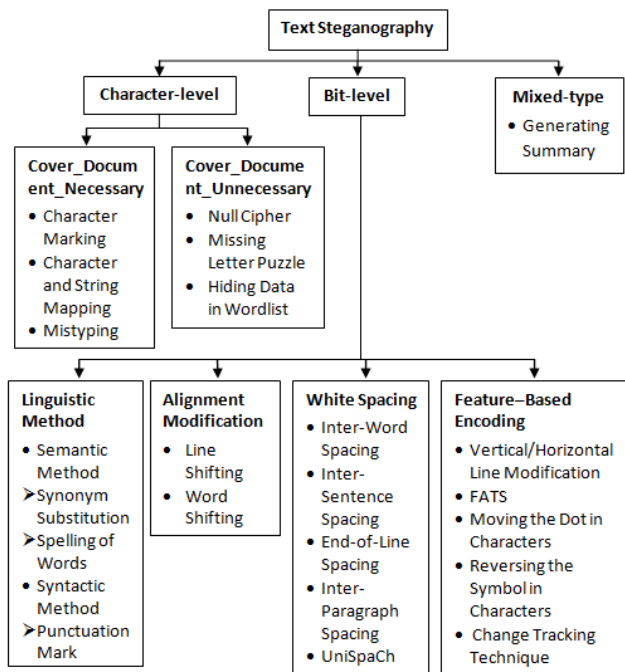 Text Steganography
Character-level
Bit-level
Mixed-type
• Generating
Summary
Cover_Docum
ent_Necessary
• Character
Marking
• Character
and String
Mapping
• Mistyping
Cover_Docume
nt_Unnecessary
• Null Cipher
• Missing
Letter Puzzle
• Hiding Data
in Wordlist
Linguistic
Method
• Semantic
Method
➢ Synonym
Substitution
➢ Spelling of
Words
• Syntactic
Method
➢ Punctuation
Mark
Alignment
Modification
• Line
Shifting
• Word
Shifting
White Spacing
• Inter-Word
Spacing
• Inter-
Sentence
Spacing
• End-of-Line
Spacing
• Inter-
Paragraph
Spacing
• UniSpaCh
Feature–Based
Encoding
• Vertical/Horizontal
Line Modification
• FATS
• Moving the Dot in
Characters
• Reversing the
Symbol in
Characters
• Change Tracking
Technique